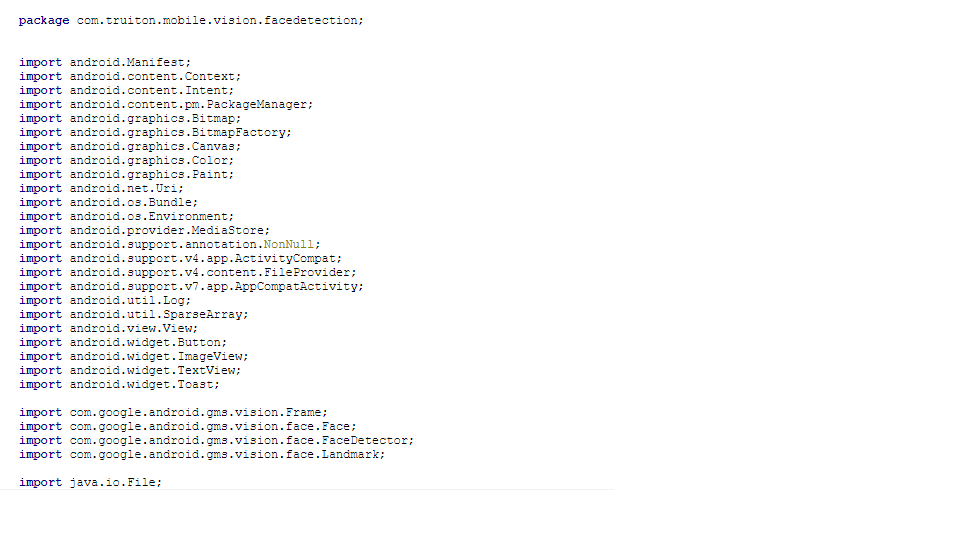 package com.truiton.mobile.vision.facedetection;
import android.Manifest;
import android.content.Context;
import android.content.Intent;
import android.content.pm.PackageManager;
import android.graphics.Bitmap;
import android.graphics.BitmapFactory;
import android.graphics.Canvas;
import android.graphics.Color;
import android.graphics.Paint;
import android.net.Uri;
import android.os.Bundle;
import android.os.Environment;
import android.provider.MediaStore;
import android.support.annotation.NonNull;
import android.support.v4.app.ActivityCompat;
import android.support.v4.content.FileProvider;
import android.support.v7.app.AppCompatActivity;
import android.util.Log;
import android.util.SparseArray;
import android.view.View;
import android.widget.Button;
import android.widget.ImageView;
import android.widget.TextView;
import android.widget.Toast;
import com.google.android.gms.vision.Frame;
import com.google.android.gms.vision.face.Face;
import com.google.android.gms.vision.face.FaceDetector;
import com.google.android.gms.vision.face.Landmark;
import java.io.File;